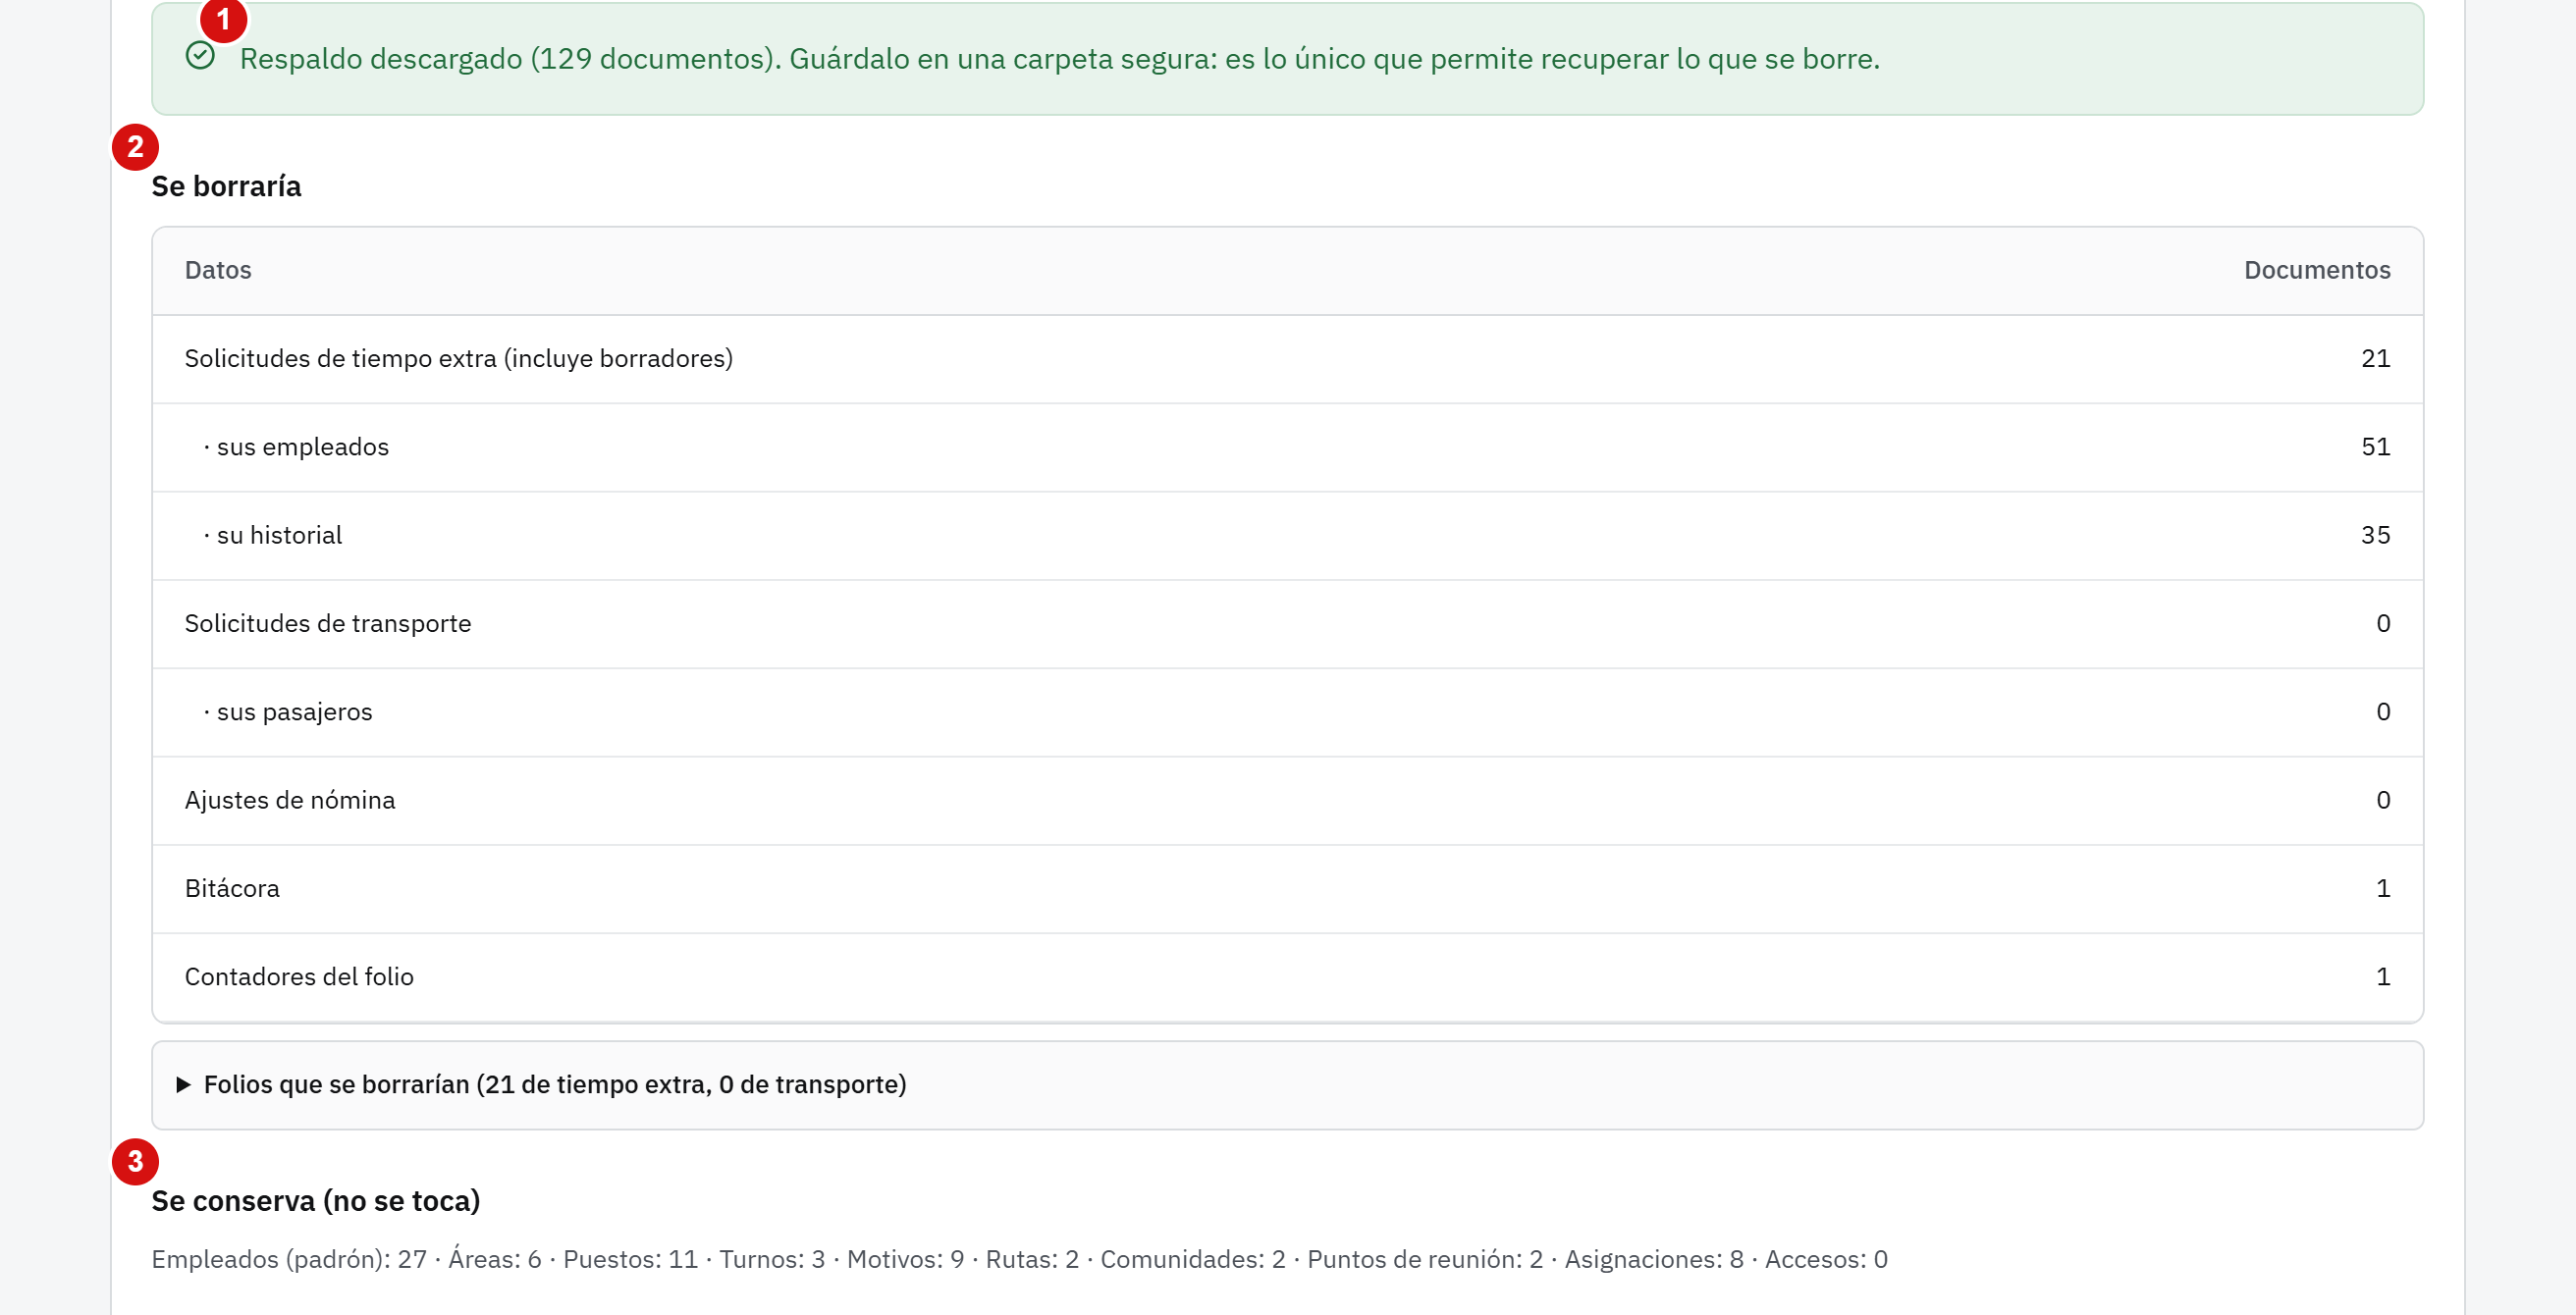 1
Respaldo descargado (129 documentos). Guárdalo en una carpeta segura: es lo único que permite recuperar lo que se borre.
2
Se borraría
Datos Documentos
Solicitudes de tiempo extra (incluye borradores) 21
· sus empleados 51
· su historial 35
Solicitudes de transporte 0
· sus pasajeros 0
Ajustes de nómina 0
Bitácora 1
Contadores del folio 1
▶ Folios que se borrarían (21 de tiempo extra, 0 de transporte)
3
Se conserva (no se toca)
Empleados (padrón): 27 · Áreas: 6 · Puestos: 11 · Turnos: 3 · Motivos: 9 · Rutas: 2 · Comunidades: 2 · Puntos de reunión: 2 · Asignaciones: 8 · Accesos: 0